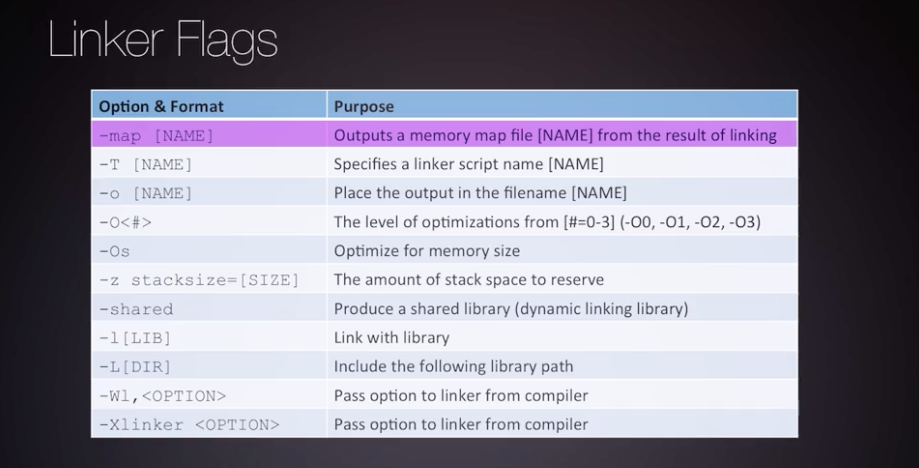 Linker Flags
Option & Format Purpose
-map [NAME] Outputs a memory map file [NAME] from the result of linking
-T [NAME] Specifies a linker script name [NAME]
-o [NAME] Place the output in the filename [NAME]
-O<#> The level of optimizations from [#=0-3] (-O0, -O1, -O2, -O3)
-Os Optimize for memory size
-z stacksize=[SIZE] The amount of stack space to reserve
-shared Produce a shared library (dynamic linking library)
-l[LIB] Link with library
-L[DIR] Include the following library path
-Wl,<OPTION> Pass option to linker from compiler
-Xlinker <OPTION> Pass option to linker from compiler